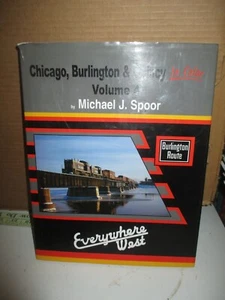 Chicago, Burlington &
Volume
by Michael J. Spoor
Burlington
Route
Everywhere
West